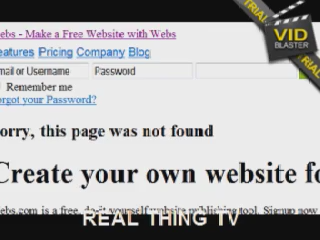 ebs - Make a Free Website with Webs
eatures Pricing Company Blog
mail or Username Password
Remember me
orgot your Password?
orry, this page was not found
Create your own website fo
ebs.com is a free, do-it-yourself website publishing tool. Signup now
REAL THING TV
TRIAL
VID
BLASTER
TRIAL